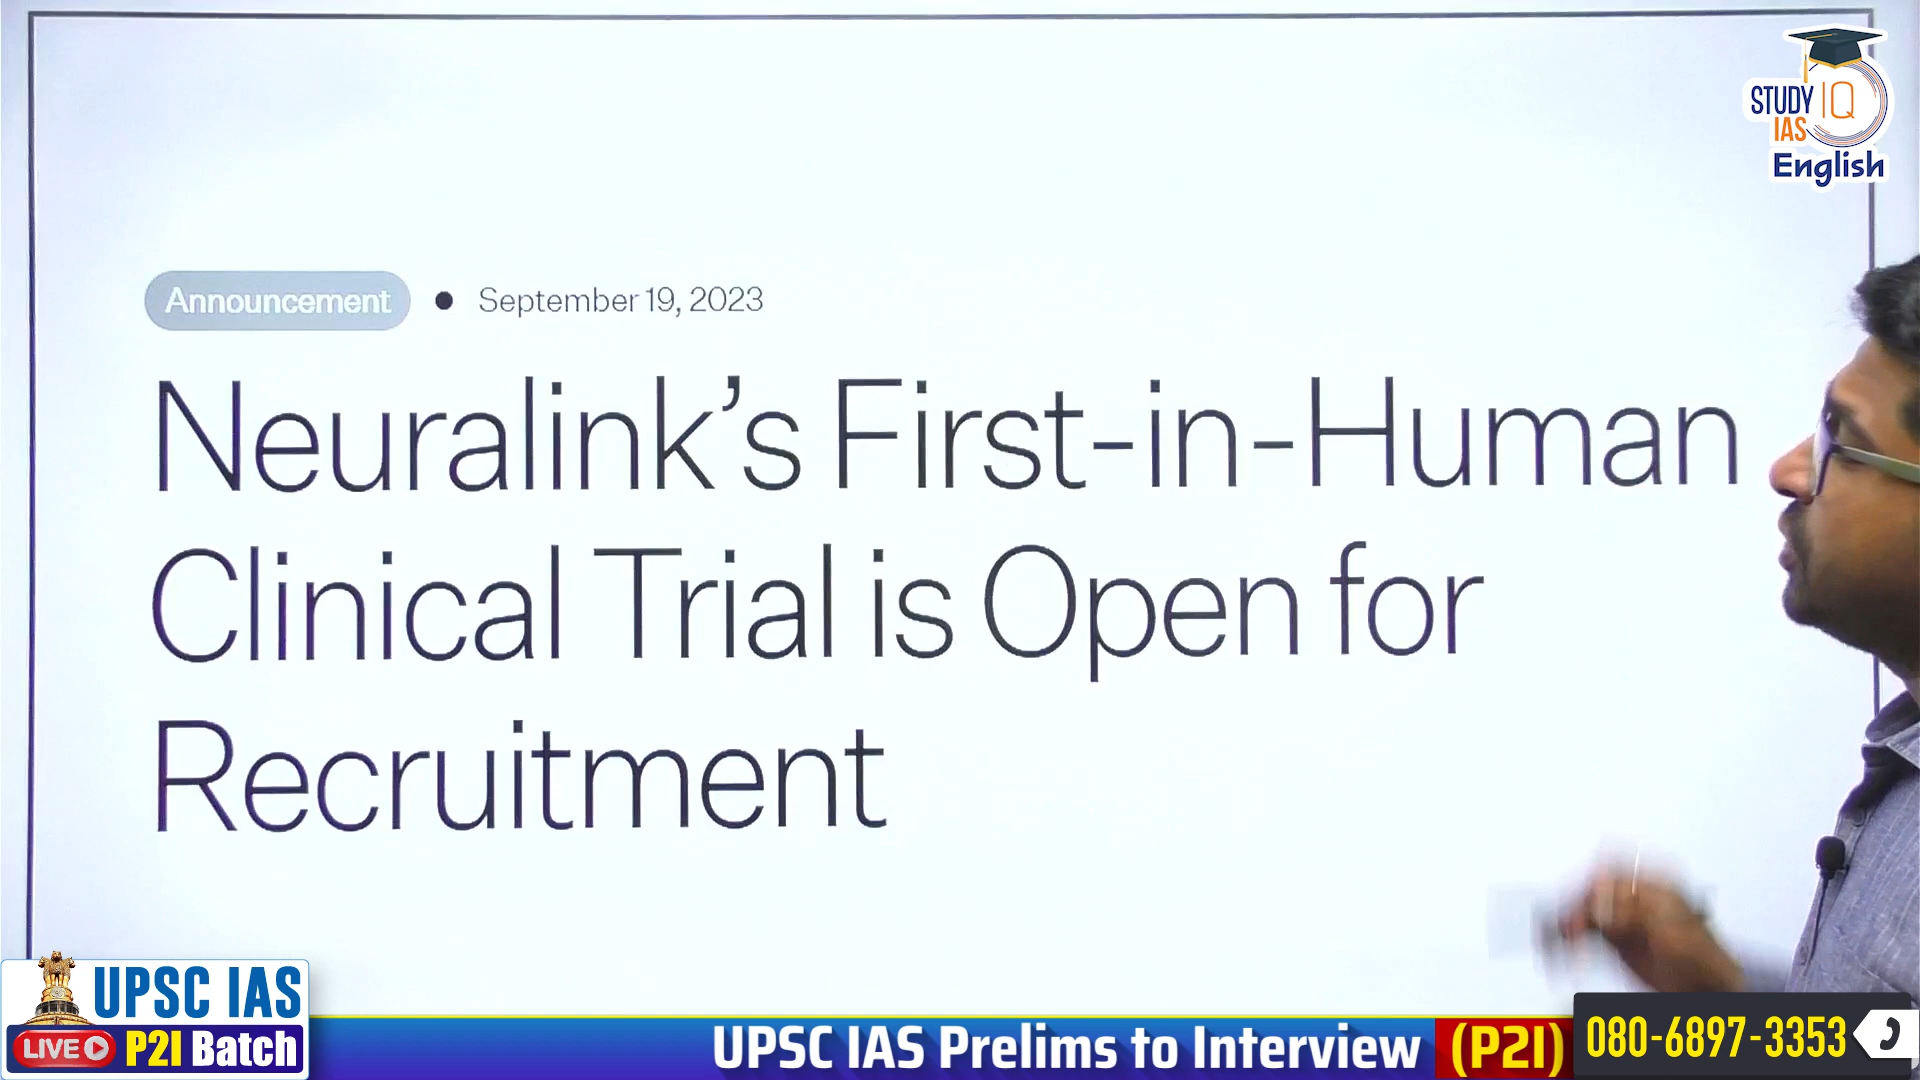 STUDY IQ
IAS
English
Announcement • September 19, 2023
Neuralink’s First-in-Human
Clinical Trial is Open for
Recruitment
UPSC IAS
LIVE P2I Batch
UPSC IAS Prelims to Interview (P2I) 080-6897-3353